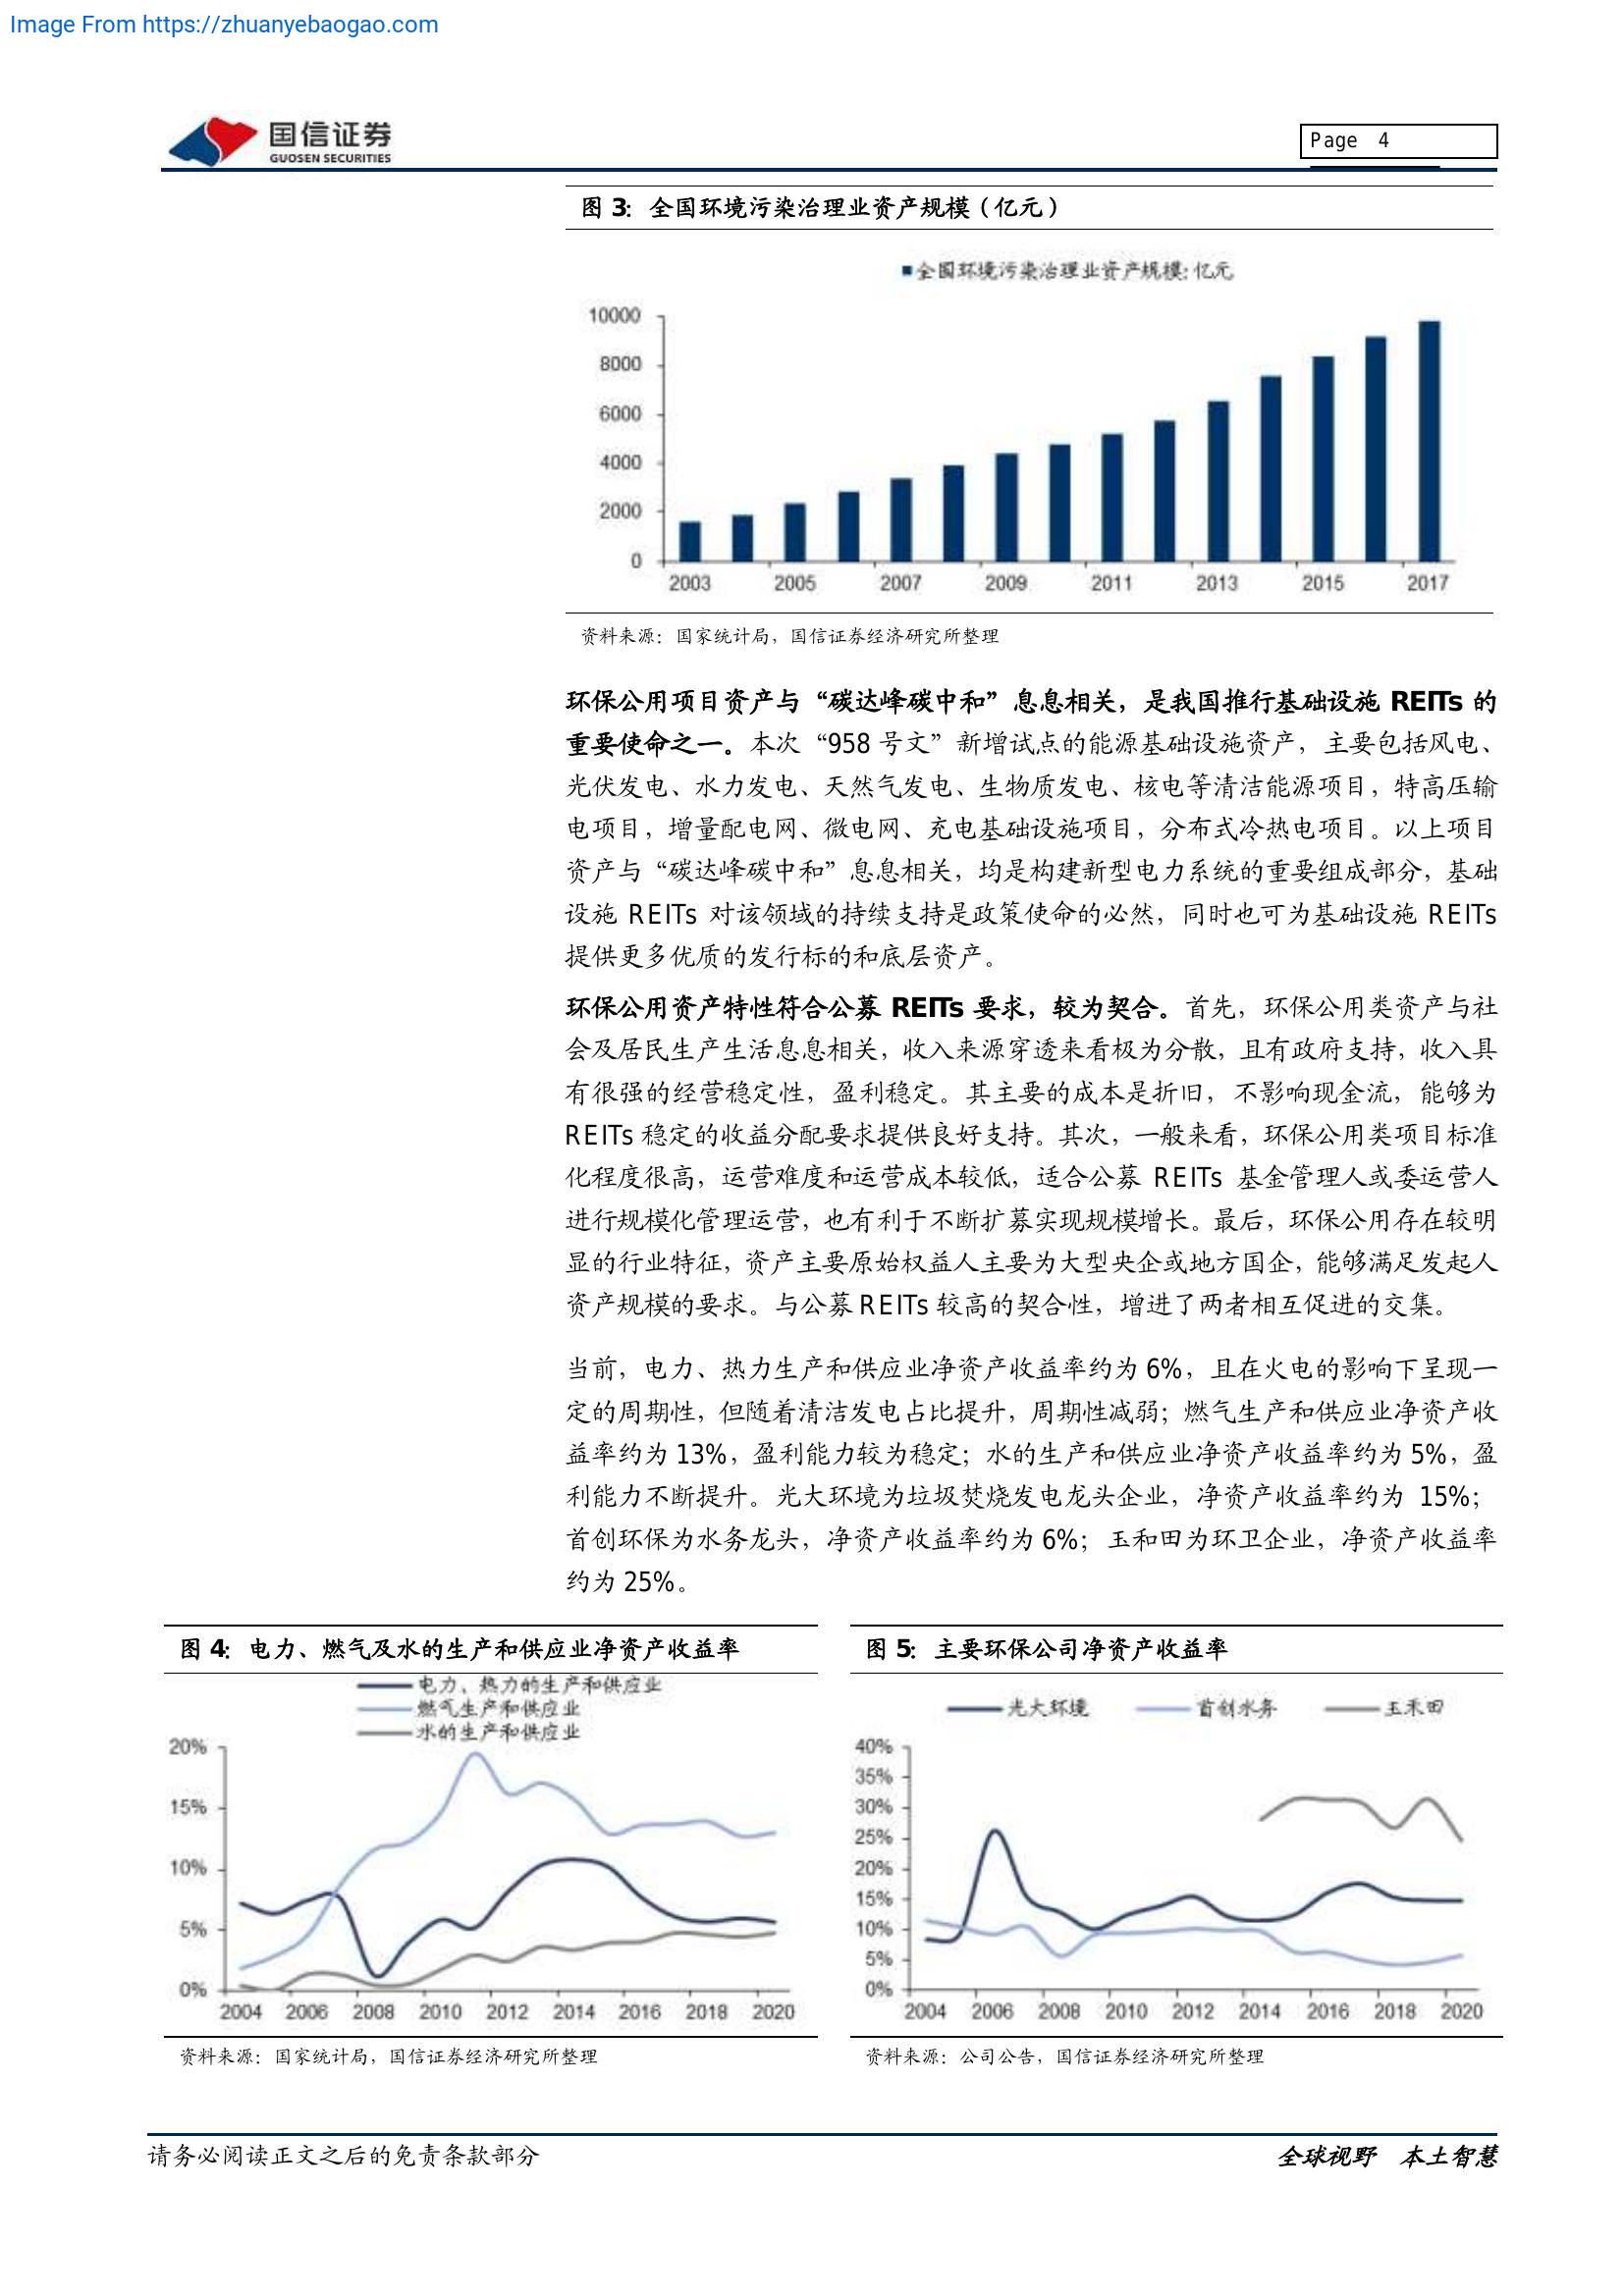 Image From https://zhuanyebaogao.com
国信证券
GUOSEN SECURITIES
Page 4
图 3: 全国环境污染治理业资产规模(亿元)
全国环境污染治理业资产规模:亿元
10000
8000
6000
4000
2000
0
2003 2005 2007 2009 2011 2013 2015 2017
资料来源:国家统计局,国信证券经济研究所整理
环保公用项目资产与“碳达峰碳中和”息息相关,是我国推行基础设施 REITs 的
重要使命之一。本次“958 号文”新增试点的能源基础设施资产,主要包括风电、
光伏发电、水力发电、天然气发电、生物质发电、核电等清洁能源项目,特高压输
电项目,增量配电网、微电网、充电基础设施项目,分布式冷热电项目。以上项目
资产与“碳达峰碳中和”息息相关,均是构建新型电力系统的重要组成部分,基础
设施 REITs 对该领域的持续支持是政策使命的必然,同时也可为基础设施 REITs
提供更多优质的发行标的和底层资产。
环保公用资产特性符合公募 REITs 要求,较为契合。首先,环保公用类资产与社
会及居民生产生活息息相关,收入来源穿透来看极为分散,且有政府支持,收入具
有很强的经营稳定性,盈利稳定。其主要的成本是折旧,不影响现金流,能够为
REITs 稳定的收益分配要求提供良好支持。其次,一般来看,环保公用类项目标准
化程度很高,运营难度和运营成本较低,适合公募 REITs 基金管理人或委运营人
进行规模化管理运营,也有利于不断扩募实现规模增长。最后,环保公用存在较明
显的行业特征,资产主要原始权益人主要为大型央企或地方国企,能够满足发起人
资产规模的要求。与公募 REITs 较高的契合性,增进了两者相互促进的交集。
当前,电力、热力生产和供应业净资产收益率约为 6%,且在火电的影响下呈现一
定的周期性,但随着清洁发电占比提升,周期性减弱;燃气生产和供应业净资产收
益率约为 13%,盈利能力较为稳定;水的生产和供应业净资产收益率约为 5%,盈
利能力不断提升。光大环境为垃圾焚烧发电龙头企业,净资产收益率约为 15%;
首创环保为水务龙头,净资产收益率约为 6%;玉和田为环卫企业,净资产收益率
约为 25%。
图 4: 电力、燃气及水的生产和供应业净资产收益率
电力、热力的生产和供应业
燃气生产和供应业
水的生产和供应业
20%
15%
10%
5%
0%
2004 2006 2008 2010 2012 2014 2016 2018 2020
资料来源:国家统计局,国信证券经济研究所整理
图 5: 主要环保公司净资产收益率
光大环境 首创水务 玉禾田
40%
35%
30%
25%
20%
15%
10%
5%
0%
2004 2006 2008 2010 2012 2014 2016 2018 2020
资料来源:公司公告,国信证券经济研究所整理
请务必阅读正文之后的免责条款部分
全球视野 本土智慧